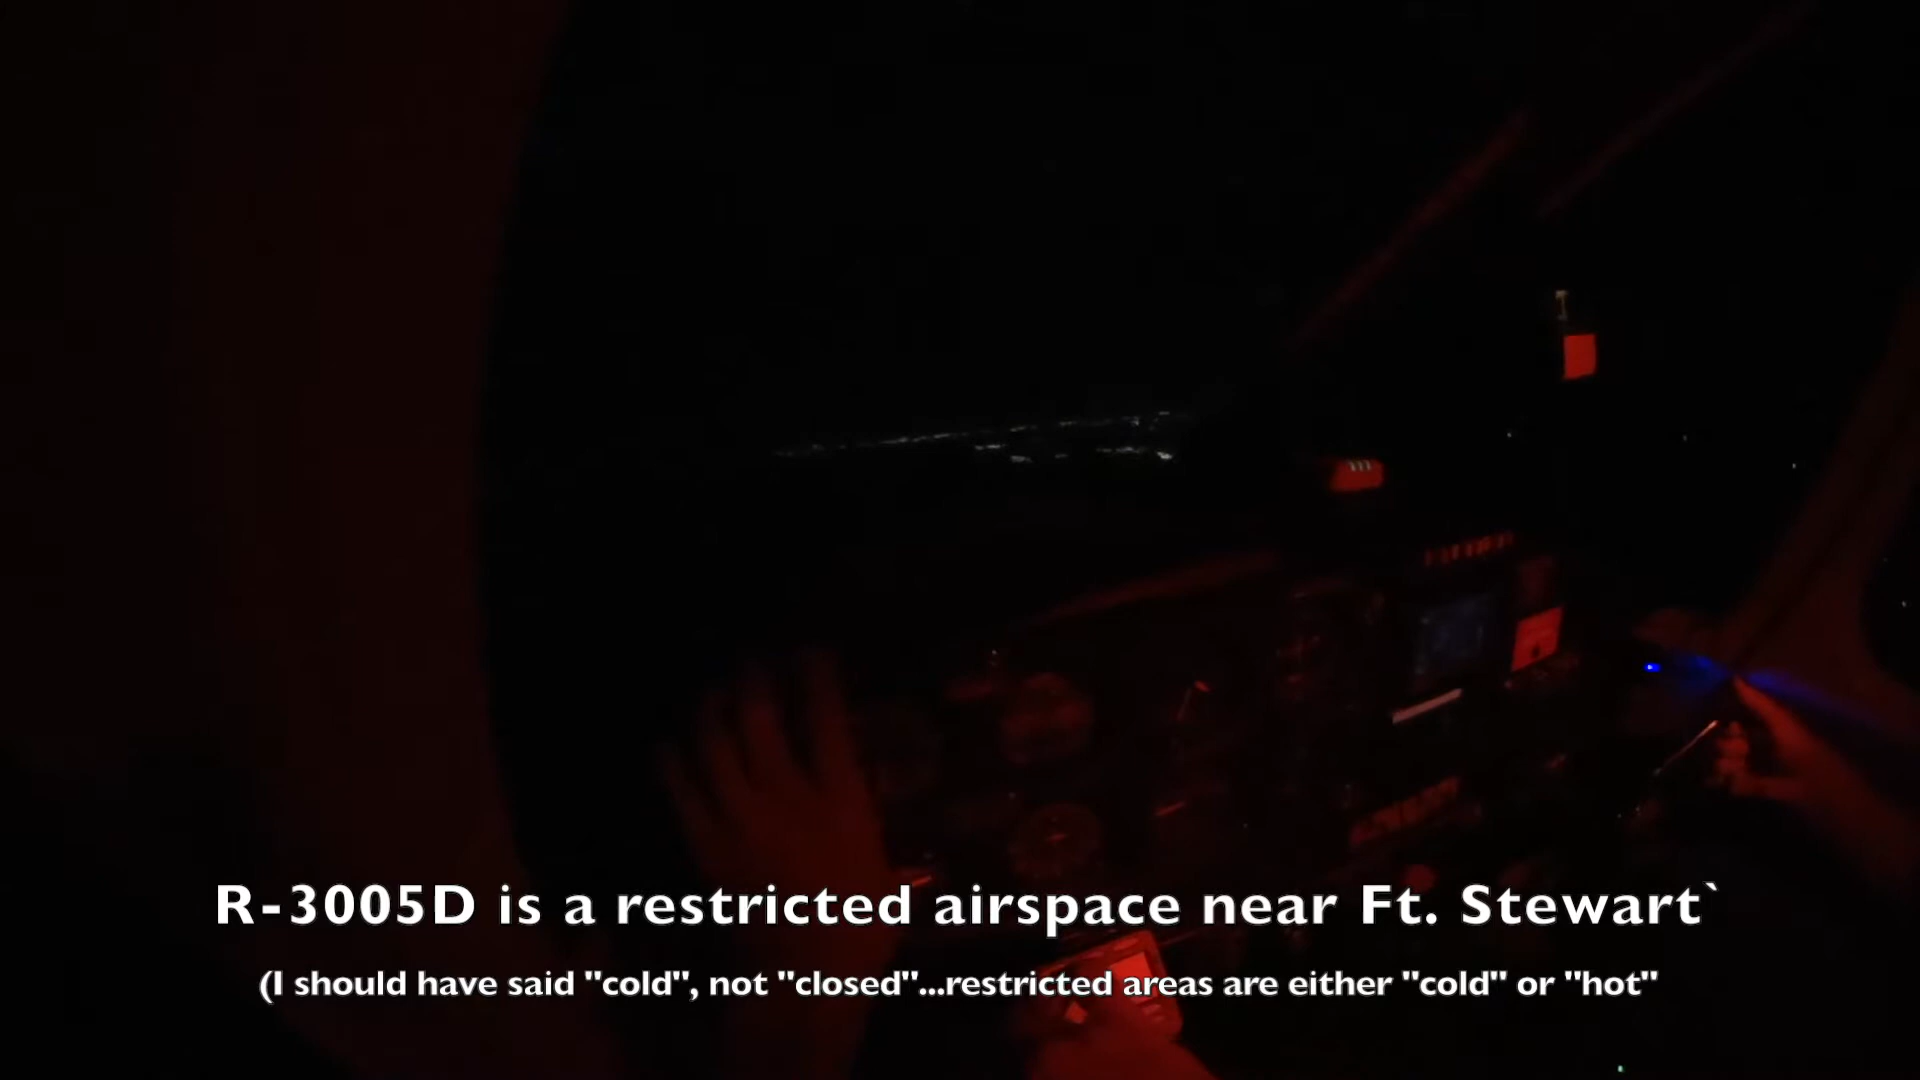 R-3005D is a restricted airspace near Ft. Stewart`
(I should have said "cold", not "closed"...restricted areas are either "cold" or "hot"